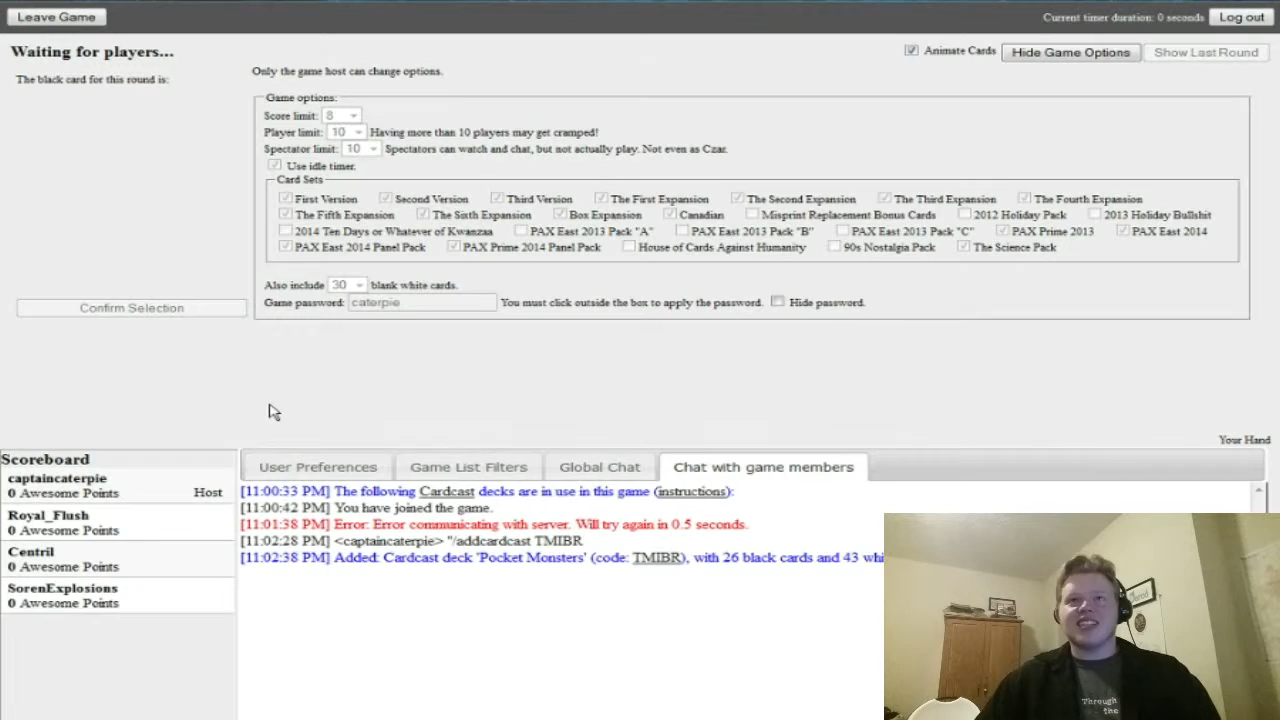 Leave Game
Current timer duration: 0 seconds Log out
Waiting for players...
Animate Cards Hide Game Options Show Last Round
The black card for this round is:
Only the game host can change options.
Game options:
Score limit: 8
Player limit: 10 Having more than 10 players may get cramped!
Spectator limit: 10 Spectators can watch and chat, but not actually play. Not even as Czar.
Use idle timer.
Card Sets
First Version Second Version Third Version The First Expansion The Second Expansion The Third Expansion The Fourth Expansion
The Fifth Expansion The Sixth Expansion Box Expansion Canadian Misprint Replacement Bonus Cards 2012 Holiday Pack 2013 Holiday Bullshit
2014 Ten Days or Whatever of Kwanzaa PAX East 2013 Pack "A" PAX East 2013 Pack "B" PAX East 2013 Pack "C" PAX Prime 2013 PAX East 2014
PAX East 2014 Panel Pack PAX Prime 2014 Panel Pack House of Cards Against Humanity 90s Nostalgia Pack The Science Pack
Also include 30 blank white cards.
Game password: caterpie You must click outside the box to apply the password. Hide password.
Confirm Selection
Your Hand
Scoreboard
captaincaterpie
0 Awesome Points Host
Royal_Flush
0 Awesome Points
Centril
0 Awesome Points
SorenExplosions
0 Awesome Points
User Preferences Game List Filters Global Chat Chat with game members
[11:00:33 PM] The following Cardcast decks are in use in this game (instructions):
[11:00:42 PM] You have joined the game.
[11:01:38 PM] Error: Error communicating with server. Will try again in 0.5 seconds.
[11:02:28 PM] <captaincaterpie> "/addcardcast TMIBR
[11:02:38 PM] Added: Cardcast deck 'Pocket Monsters' (code: TMIBR), with 26 black cards and 43 whi
Through
the